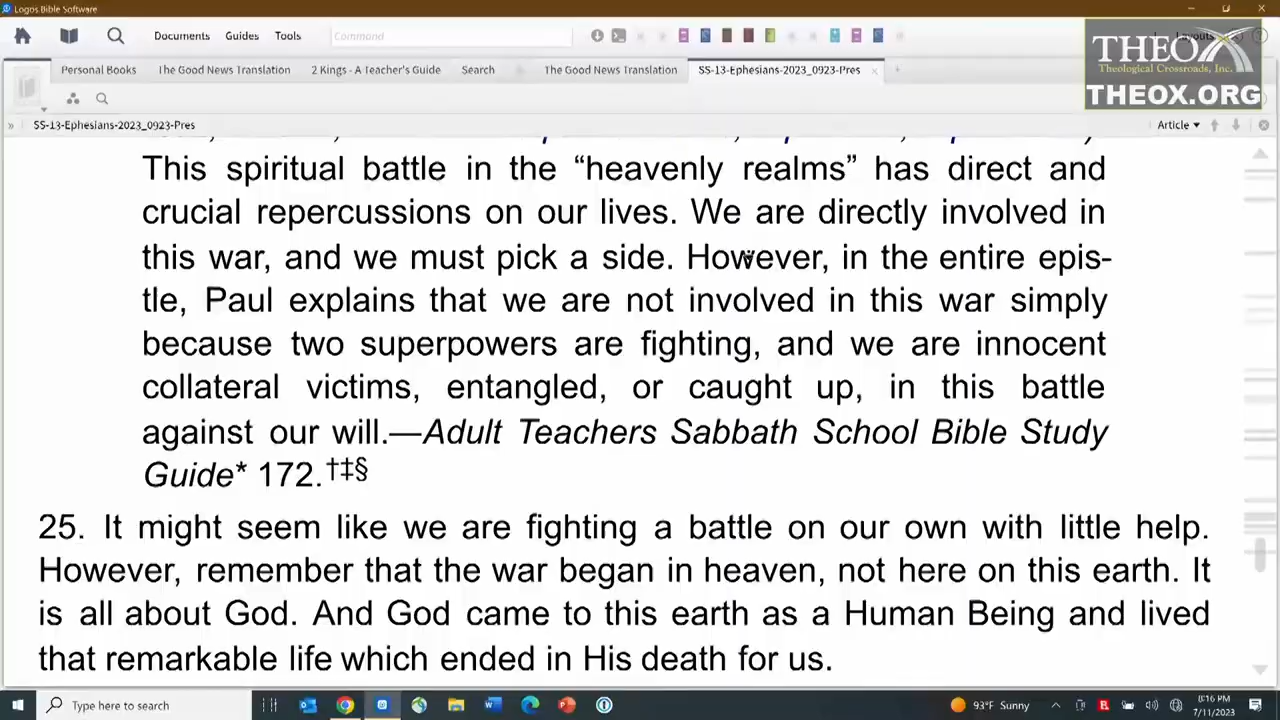 Logos Bible Software
Documents Guides Tools Command
THEOX
Theological Crossroads, Inc.
THEOX.ORG
Personal Books The Good News Translation 2 Kings - A Teacher's Guide The Good News Translation SS-13-Ephesians-2023_0923-Pres
SS-13-Ephesians-2023_0923-Pres Article
This spiritual battle in the “heavenly realms” has direct and
crucial repercussions on our lives. We are directly involved in
this war, and we must pick a side. However, in the entire epis-
tle, Paul explains that we are not involved in this war simply
because two superpowers are fighting, and we are innocent
collateral victims, entangled, or caught up, in this battle
against our will.—Adult Teachers Sabbath School Bible Study
Guide* 172.†‡§
25. It might seem like we are fighting a battle on our own with little help.
However, remember that the war began in heaven, not here on this earth. It
is all about God. And God came to this earth as a Human Being and lived
that remarkable life which ended in His death for us.
Type here to search
93°F Sunny
8:16 PM
7/11/2023